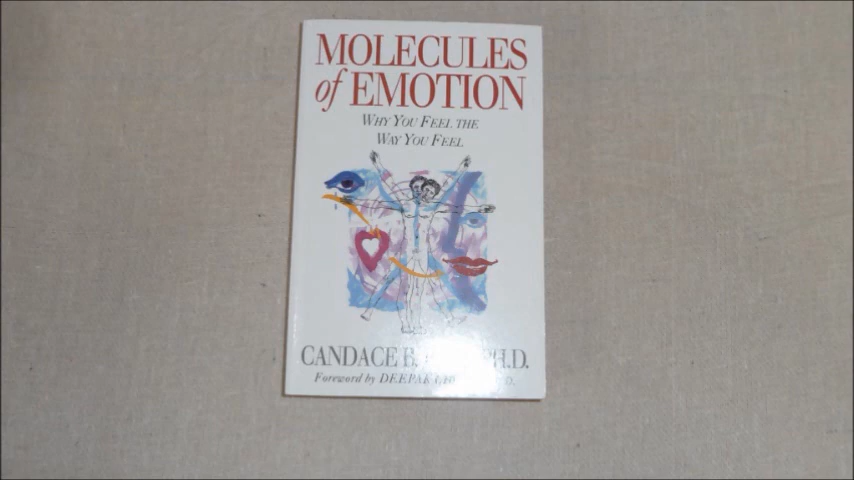 MOLECULES
of EMOTION
WHY YOU FEEL THE
WAY YOU FEEL
CANDACE B. PH.D.
Foreword by DEEPAK